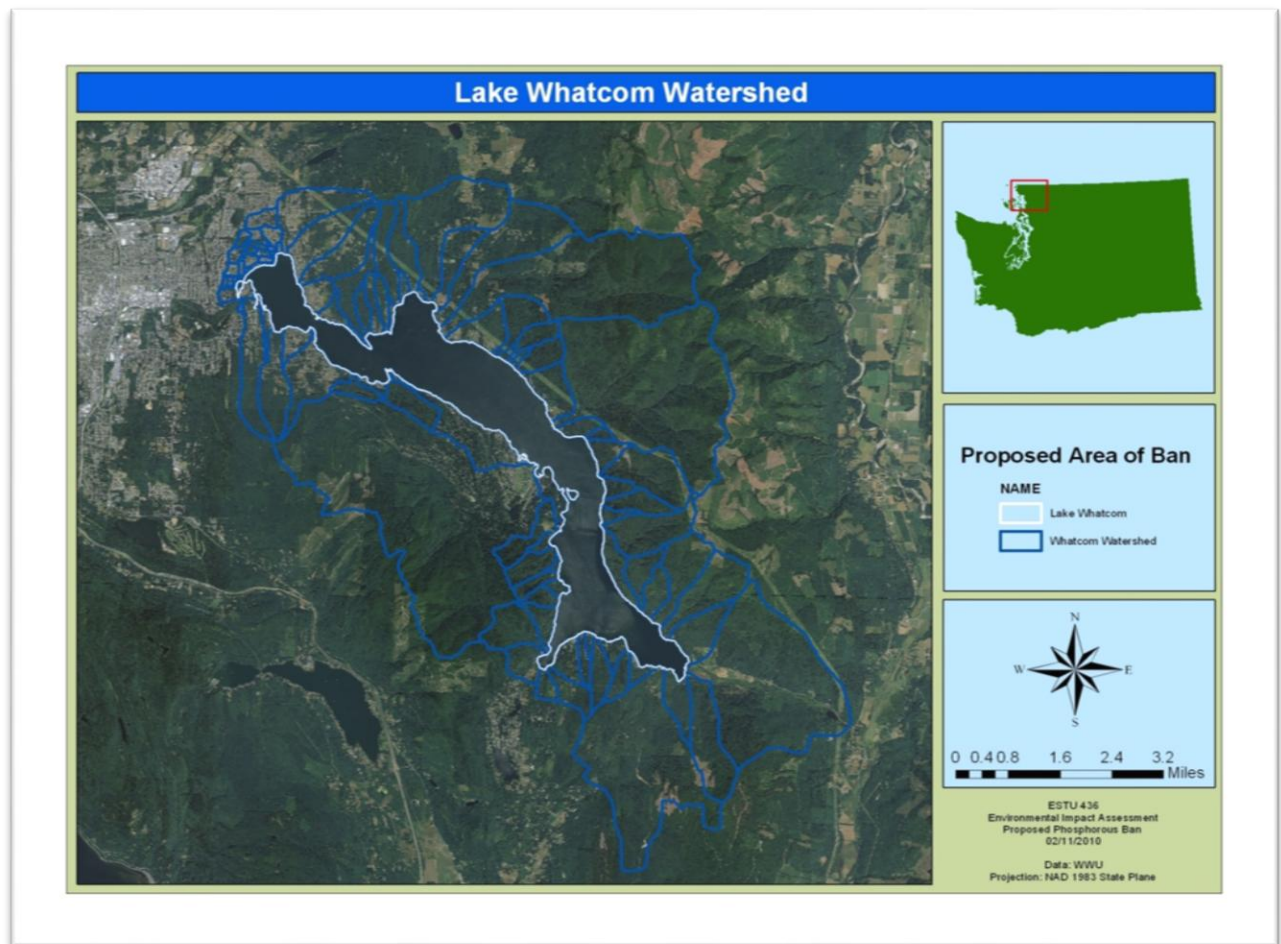 Lake Whatcom Watershed
Proposed Area of Ban
NAME
Lake Whatcom
Whatcom Watershed
N
W
E
S
0 0.4 0.8 1.6 2.4 3.2
Miles
ESTU 436
Environmental Impact Assessment
Proposed Phosphorous Ban
02/11/2010
Data: WWU
Projection: NAD 1983 State Plane